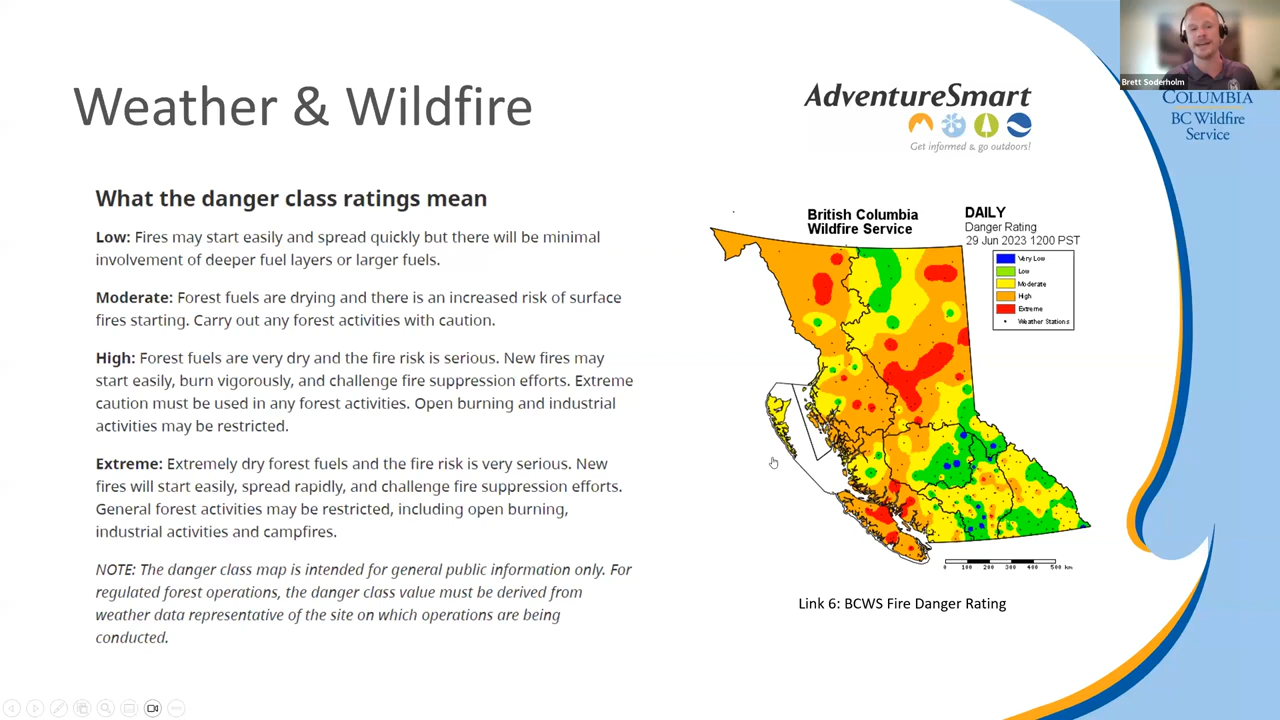 Weather & Wildfire
AdventureSmart
Get informed & go outdoors!
Brett Soderholm
COLUMBIA
BC Wildfire
Service
What the danger class ratings mean
Low: Fires may start easily and spread quickly but there will be minimal
involvement of deeper fuel layers or larger fuels.
Moderate: Forest fuels are drying and there is an increased risk of surface
fires starting. Carry out any forest activities with caution.
High: Forest fuels are very dry and the fire risk is serious. New fires may
start easily, burn vigorously, and challenge fire suppression efforts. Extreme
caution must be used in any forest activities. Open burning and industrial
activities may be restricted.
Extreme: Extremely dry forest fuels and the fire risk is very serious. New
fires will start easily, spread rapidly, and challenge fire suppression efforts.
General forest activities may be restricted, including open burning,
industrial activities and campfires.
NOTE: The danger class map is intended for general public information only. For
regulated forest operations, the danger class value must be derived from
weather data representative of the site on which operations are being
conducted.
British Columbia
Wildfire Service
DAILY
Danger Rating
29 Jun 2023 1200 PST
Very Low
Low
Moderate
High
Extreme
Weather Stations
0 100 200 300 400 500 km
Link 6: BCWS Fire Danger Rating